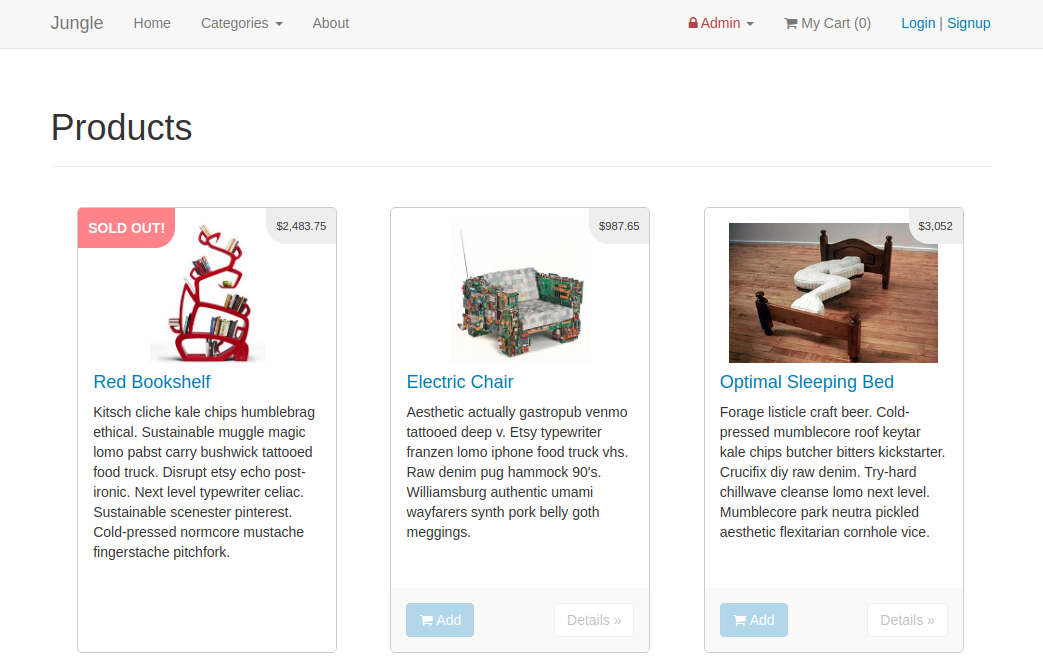 Jungle Home Categories About Admin My Cart (0) Login | Signup
Products
SOLD OUT! $2,483.75
Red Bookshelf
Kitsch cliche kale chips humblebrag
ethical. Sustainable muggle magic
lomo pabst carry bushwick tattooed
food truck. Disrupt etsy echo post-
ironic. Next level typewriter celiac.
Sustainable scenester pinterest.
Cold-pressed normcore mustache
fingerstache pitchfork.
$987.65
Electric Chair
Aesthetic actually gastropub venmo
tattooed deep v. Etsy typewriter
franzen lomo iphone food truck vhs.
Raw denim pug hammock 90's.
Williamsburg authentic umami
wayfarers synth pork belly goth
meggings.
Add Details »
$3,052
Optimal Sleeping Bed
Forage listicle craft beer. Cold-
pressed mumblecore roof keytar
kale chips butcher bitters kickstarter.
Crucifix diy raw denim. Try-hard
chillwave cleanse lomo next level.
Mumblecore park neutra pickled
aesthetic flexitarian cornhole vice.
Add Details »